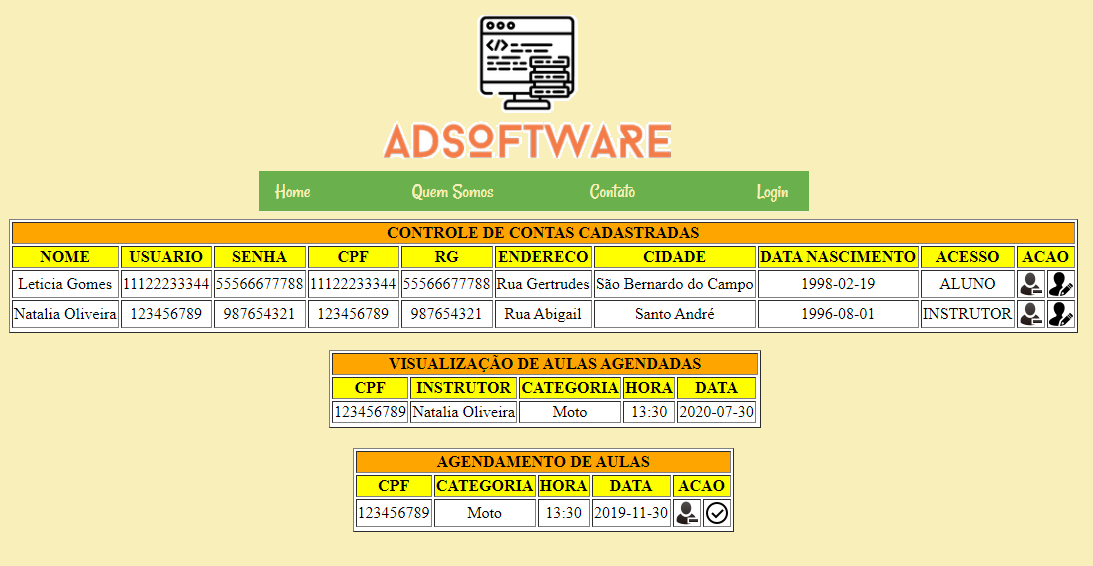 ADSOFTWARE
Home Quem Somos Contato Login
CONTROLE DE CONTAS CADASTRADAS
NOME USUARIO SENHA CPF RG ENDERECO CIDADE DATA NASCIMENTO ACESSO ACAO
Leticia Gomes 11122233344 55566677788 11122233344 55566677788 Rua Gertrudes São Bernardo do Campo 1998-02-19 ALUNO
Natalia Oliveira 123456789 987654321 123456789 987654321 Rua Abigail Santo André 1996-08-01 INSTRUTOR
VISUALIZAÇÃO DE AULAS AGENDADAS
CPF INSTRUTOR CATEGORIA HORA DATA
123456789 Natalia Oliveira Moto 13:30 2020-07-30
AGENDAMENTO DE AULAS
CPF CATEGORIA HORA DATA ACAO
123456789 Moto 13:30 2019-11-30